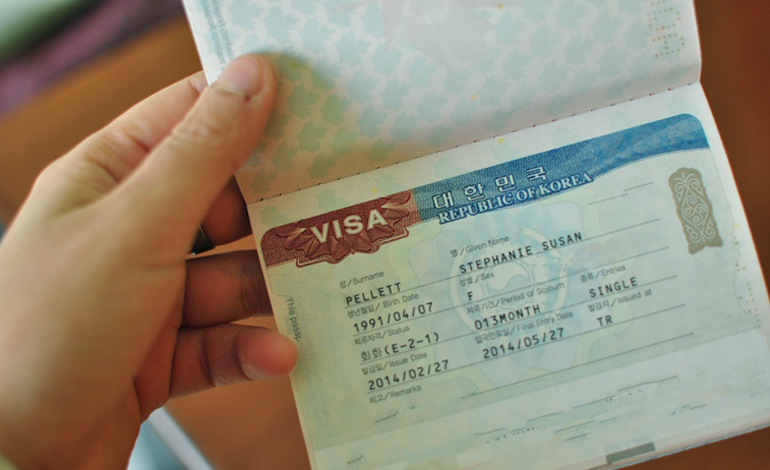 VISA
대한민국
REPUBLIC OF KOREA
성/Surname 명/Given Name
PELLETT STEPHANIE SUSAN
생년월일/Birth Date 성별/Sex
1991/04/07 F
체류자격/Status 체류기간/Period of Sojourn 종류/Entries
회화(E-2-1) 013MONTH SINGLE
발급일/Issue Date 입국만료일/Final Entry Date 발급지/Issued at
2014/02/27 2014/05/27 TR
비고/Remarks
This